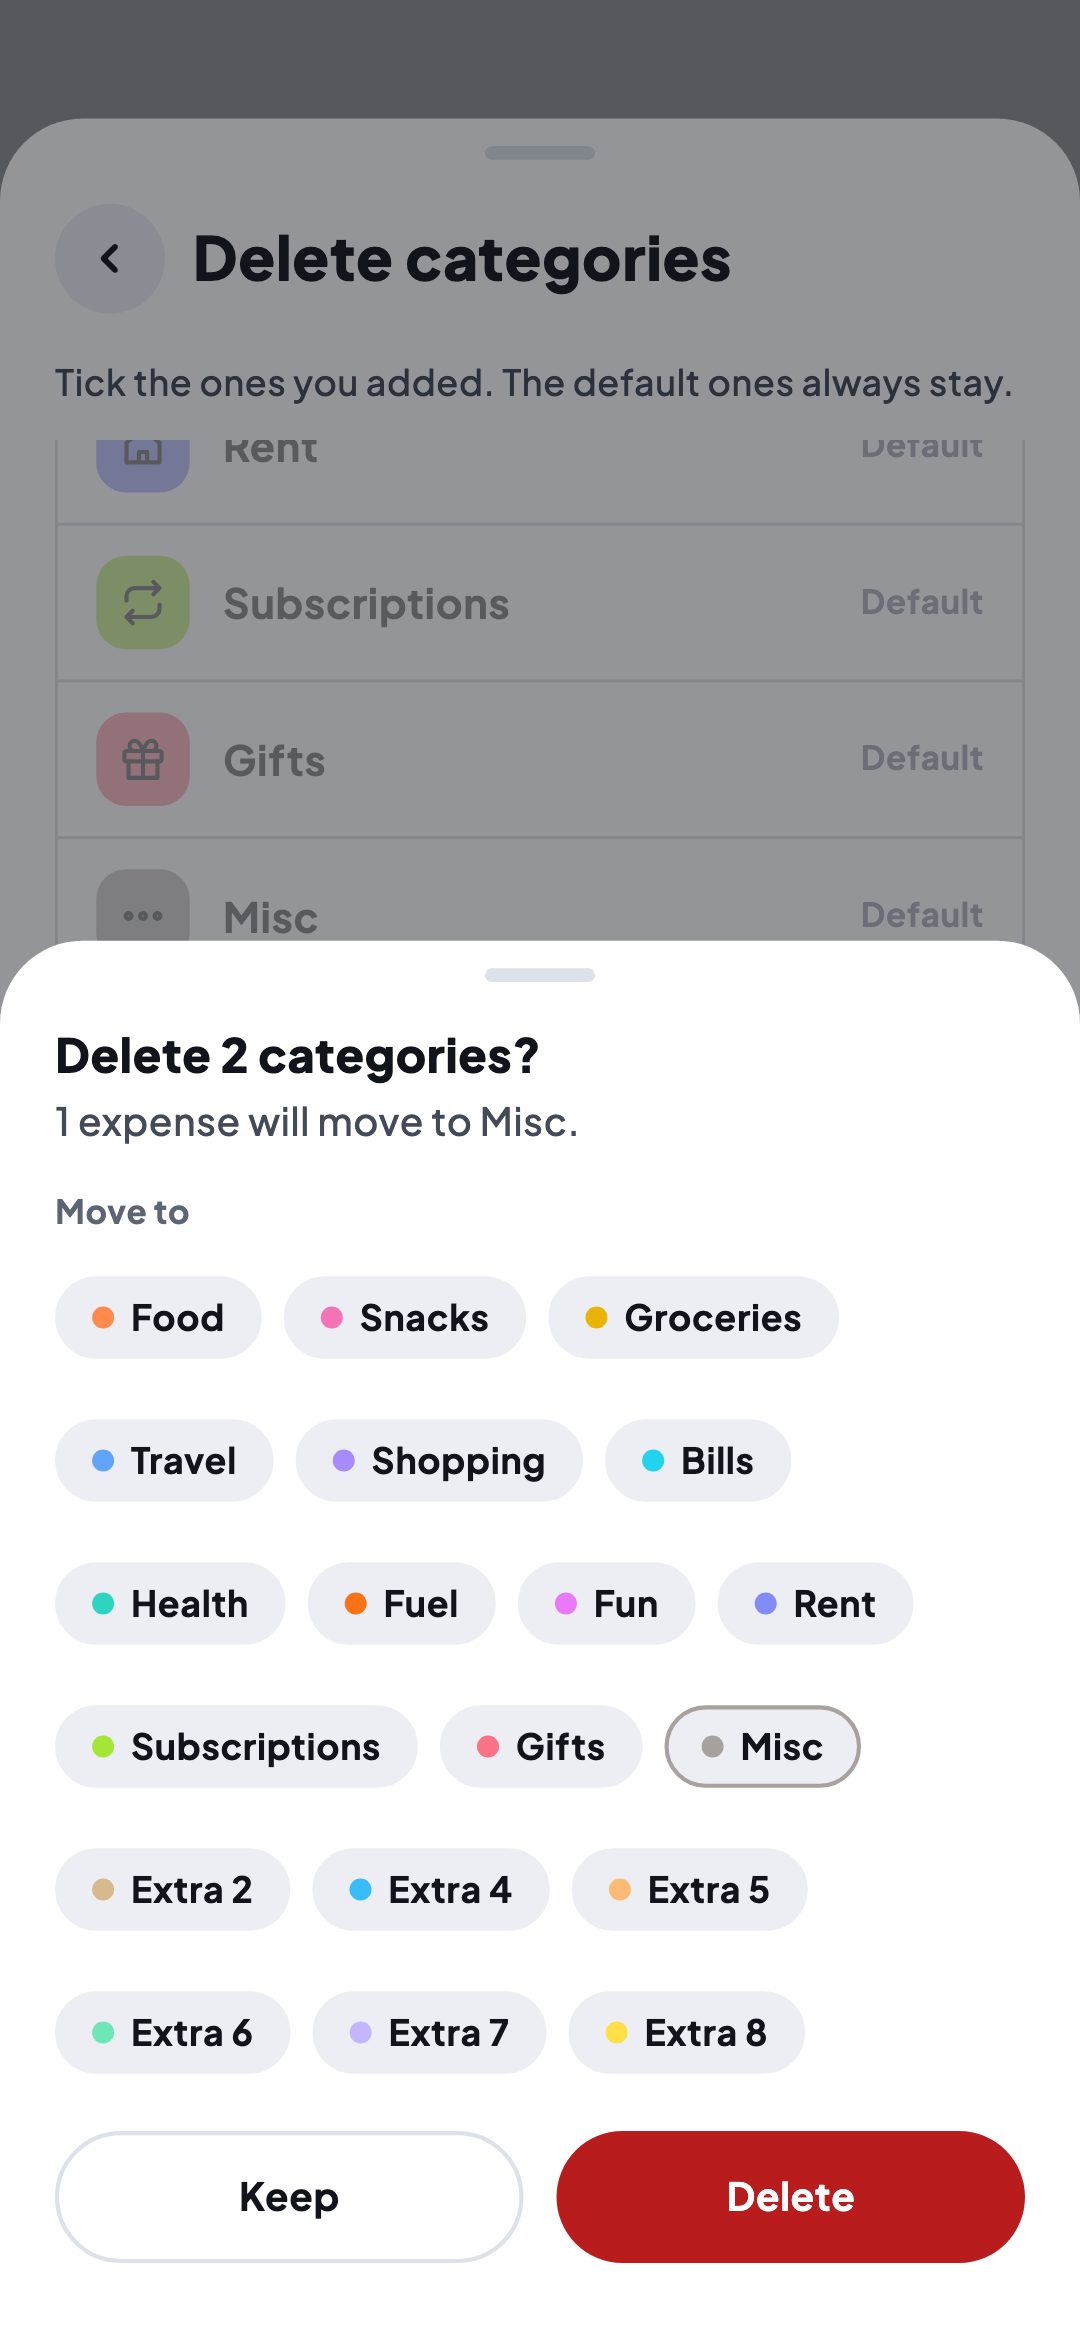 Delete categories
Tick the ones you added. The default ones always stay.
Rent Default
Subscriptions Default
Gifts Default
Misc Default
Delete 2 categories?
1 expense will move to Misc.
Move to
Food Snacks Groceries
Travel Shopping Bills
Health Fuel Fun Rent
Subscriptions Gifts Misc
Extra 2 Extra 4 Extra 5
Extra 6 Extra 7 Extra 8
Keep Delete